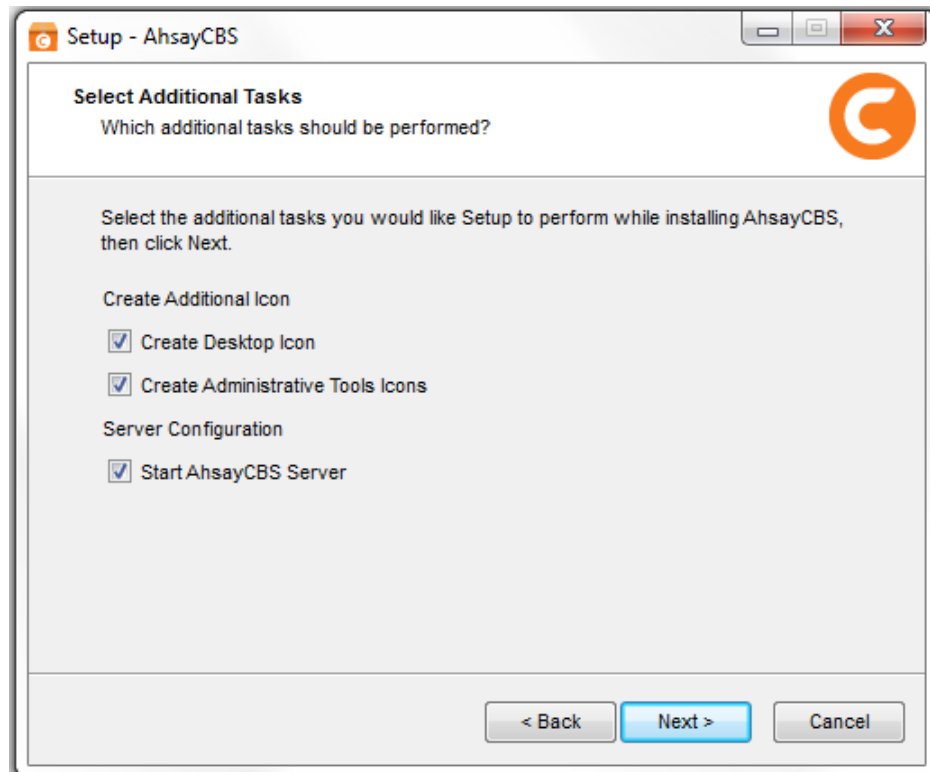 Setup - AhsayCBS
Select Additional Tasks
Which additional tasks should be performed?
Select the additional tasks you would like Setup to perform while installing AhsayCBS,
then click Next.
Create Additional Icon
Create Desktop Icon
Create Administrative Tools Icons
Server Configuration
Start AhsayCBS Server
< Back Next > Cancel